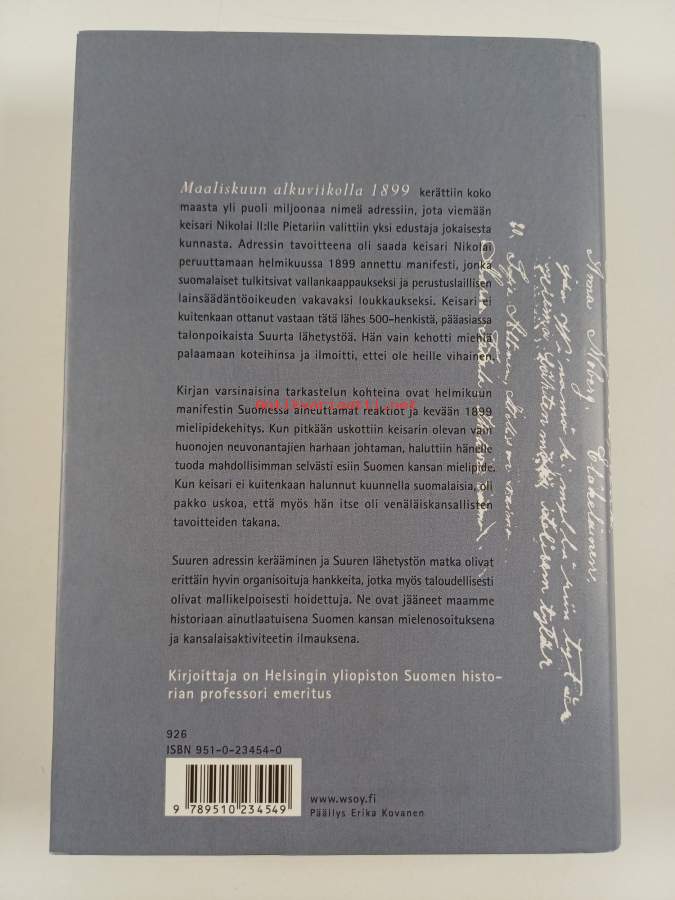 Maaliskuun alkuviikolla 1899 kerättiin koko
maasta yli puoli miljoonaa nimeä adressiin, jota viemään
keisari Nikolai II:lle Pietariin valittiin yksi edustaja jokaisesta
kunnasta. Adressin tavoitteena oli saada keisari Nikolai
peruuttamaan helmikuussa 1899 annettu manifesti, jonka
suomalaiset tulkitsivat vallankaappaukseksi ja perustuslaillisen
lainsäädäntöoikeuden vakavaksi loukkaukseksi. Keisari ei
kuitenkaan ottanut vastaan tätä lähes 500-henkistä, pääasiassa
talonpoikaista Suurta lähetystöä. Hän vain kehotti miehiä
palaamaan koteihinsa ja ilmoitti, ettei ole heille vihainen.
Kirjan varsinaisina tarkastelun kohteina ovat helmikuun
manifestin Suomessa aiheuttamat reaktiot ja kevään 1899
mielipidekehitys. Kun pitkään uskottiin keisarin olevan vain
huonojen neuvonantajien harhaan johtaman, haluttiin hänelle
tuoda mahdollisimman selvästi esiin Suomen kansan mielipide.
Kun keisari ei kuitenkaan halunnut kuunnella suomalaisia, oli
pakko uskoa, että myös hän itse oli venäläiskansallisten
tavoitteiden takana.
Suuren adressin kerääminen ja Suuren lähetystön matka olivat
erittäin hyvin organisoituja hankkeita, jotka myös taloudellisesti
olivat mallikelpoisesti hoidettuja. Ne ovat jääneet maamme
historiaan ainutlaatuisena Suomen kansan mielenosoituksena
ja kansalaisaktiviteetin ilmauksena.
Kirjoittaja on Helsingin yliopiston Suomen histo-
rian professori emeritus
926
ISBN 951-0-23454-0
9 789510 234549
www.wsoy.fi
Päällys Erika Kovanen
Anna Noberg.